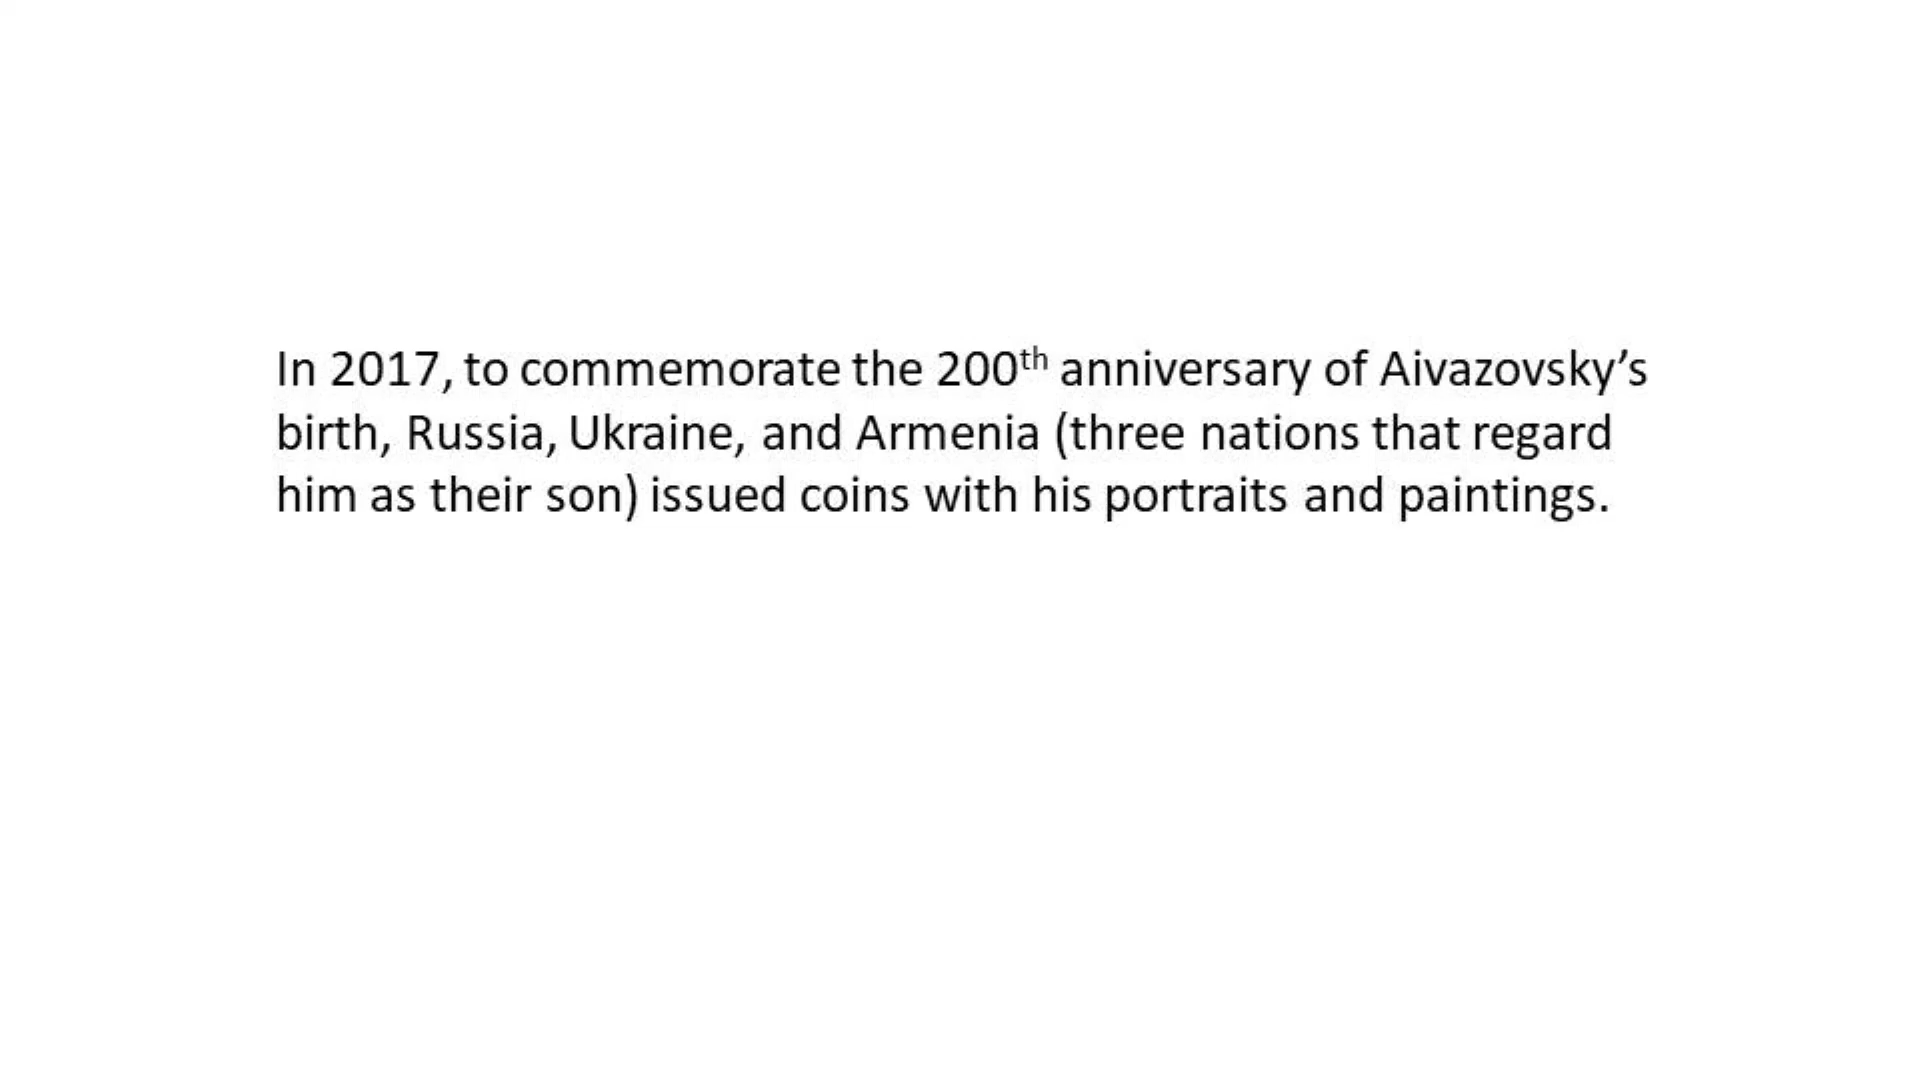 In 2017, to commemorate the 200th anniversary of Aivazovsky’s
birth, Russia, Ukraine, and Armenia (three nations that regard
him as their son) issued coins with his portraits and paintings.